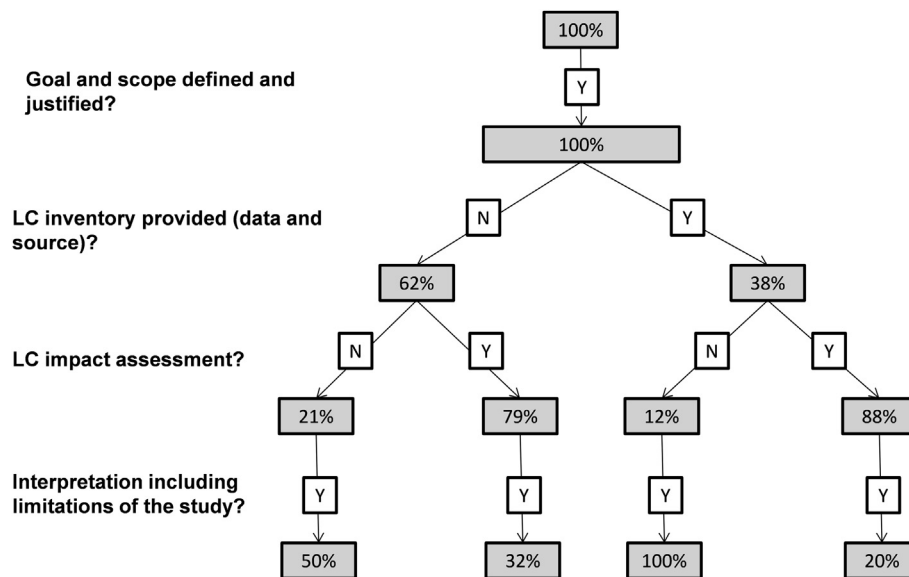 100%
Goal and scope defined and
justified?
Y
100%
LC inventory provided (data and
source)?
N
Y
62%
38%
LC impact assessment?
N
Y
N
Y
21%
79%
12%
88%
Interpretation including
limitations of the study?
Y
Y
Y
Y
50%
32%
100%
20%